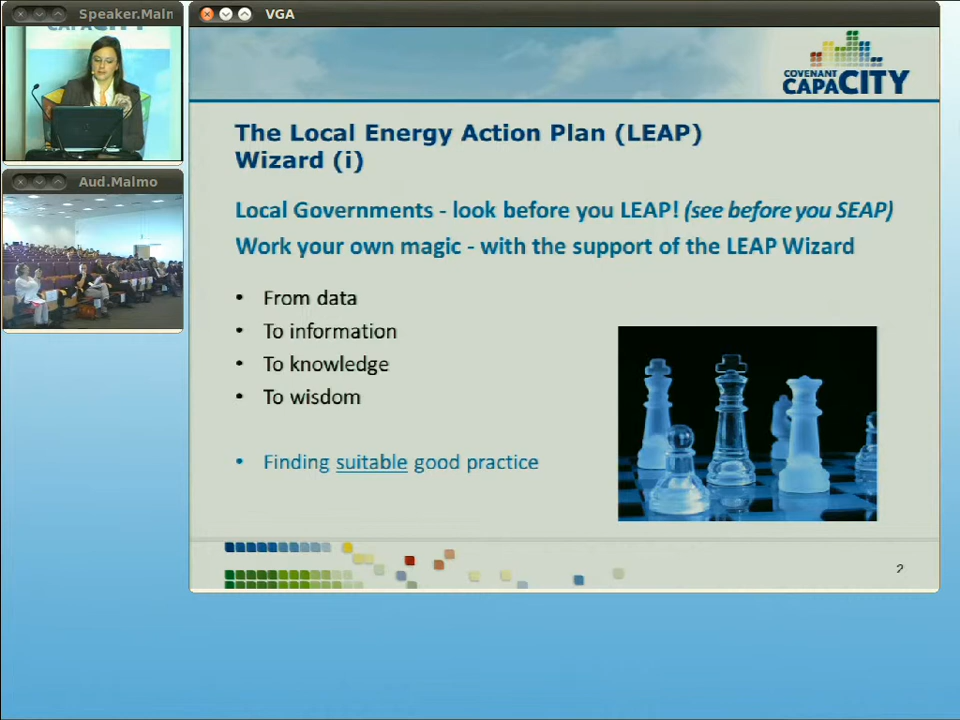 Speaker.Malm
VGA
CAPACITY
COVENANT
CAPACITY
The Local Energy Action Plan (LEAP)
Wizard (i)
Local Governments - look before you LEAP! (see before you SEAP)
Work your own magic - with the support of the LEAP Wizard
• From data
• To information
• To knowledge
• To wisdom
• Finding suitable good practice
2
Aud.Malmo